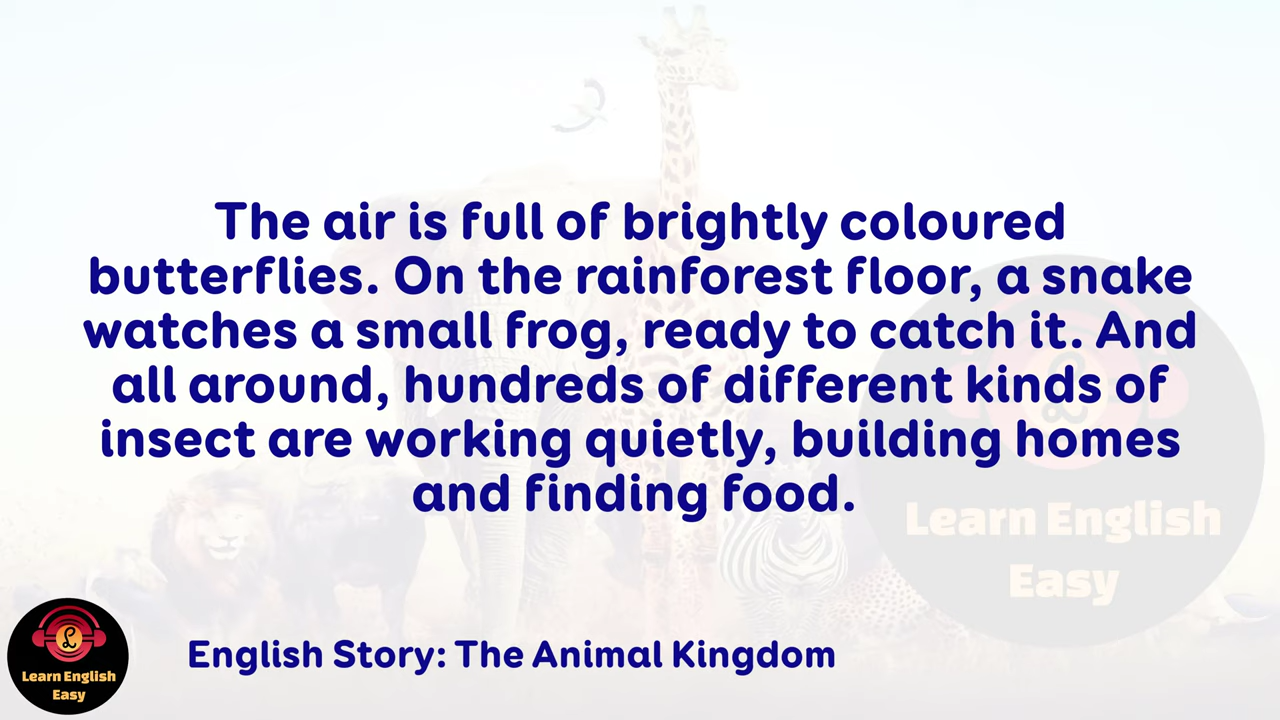 The air is full of brightly coloured
butterflies. On the rainforest floor, a snake
watches a small frog, ready to catch it. And
all around, hundreds of different kinds of
insect are working quietly, building homes
and finding food.
Learn English
Easy
English Story: The Animal Kingdom
L
Learn English
Easy